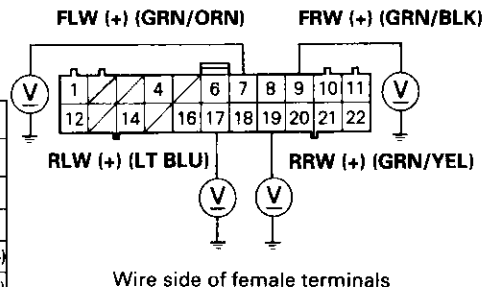 FLW (+) (GRN/ORN) FRW (+) (GRN/BLK)
V 1 4 6 7 8 9 10 11 V
12 14 16 17 18 19 20 21 22
RLW (+) (LT BLU) RRW (+) (GRN/YEL)
V V
Wire side of female terminals